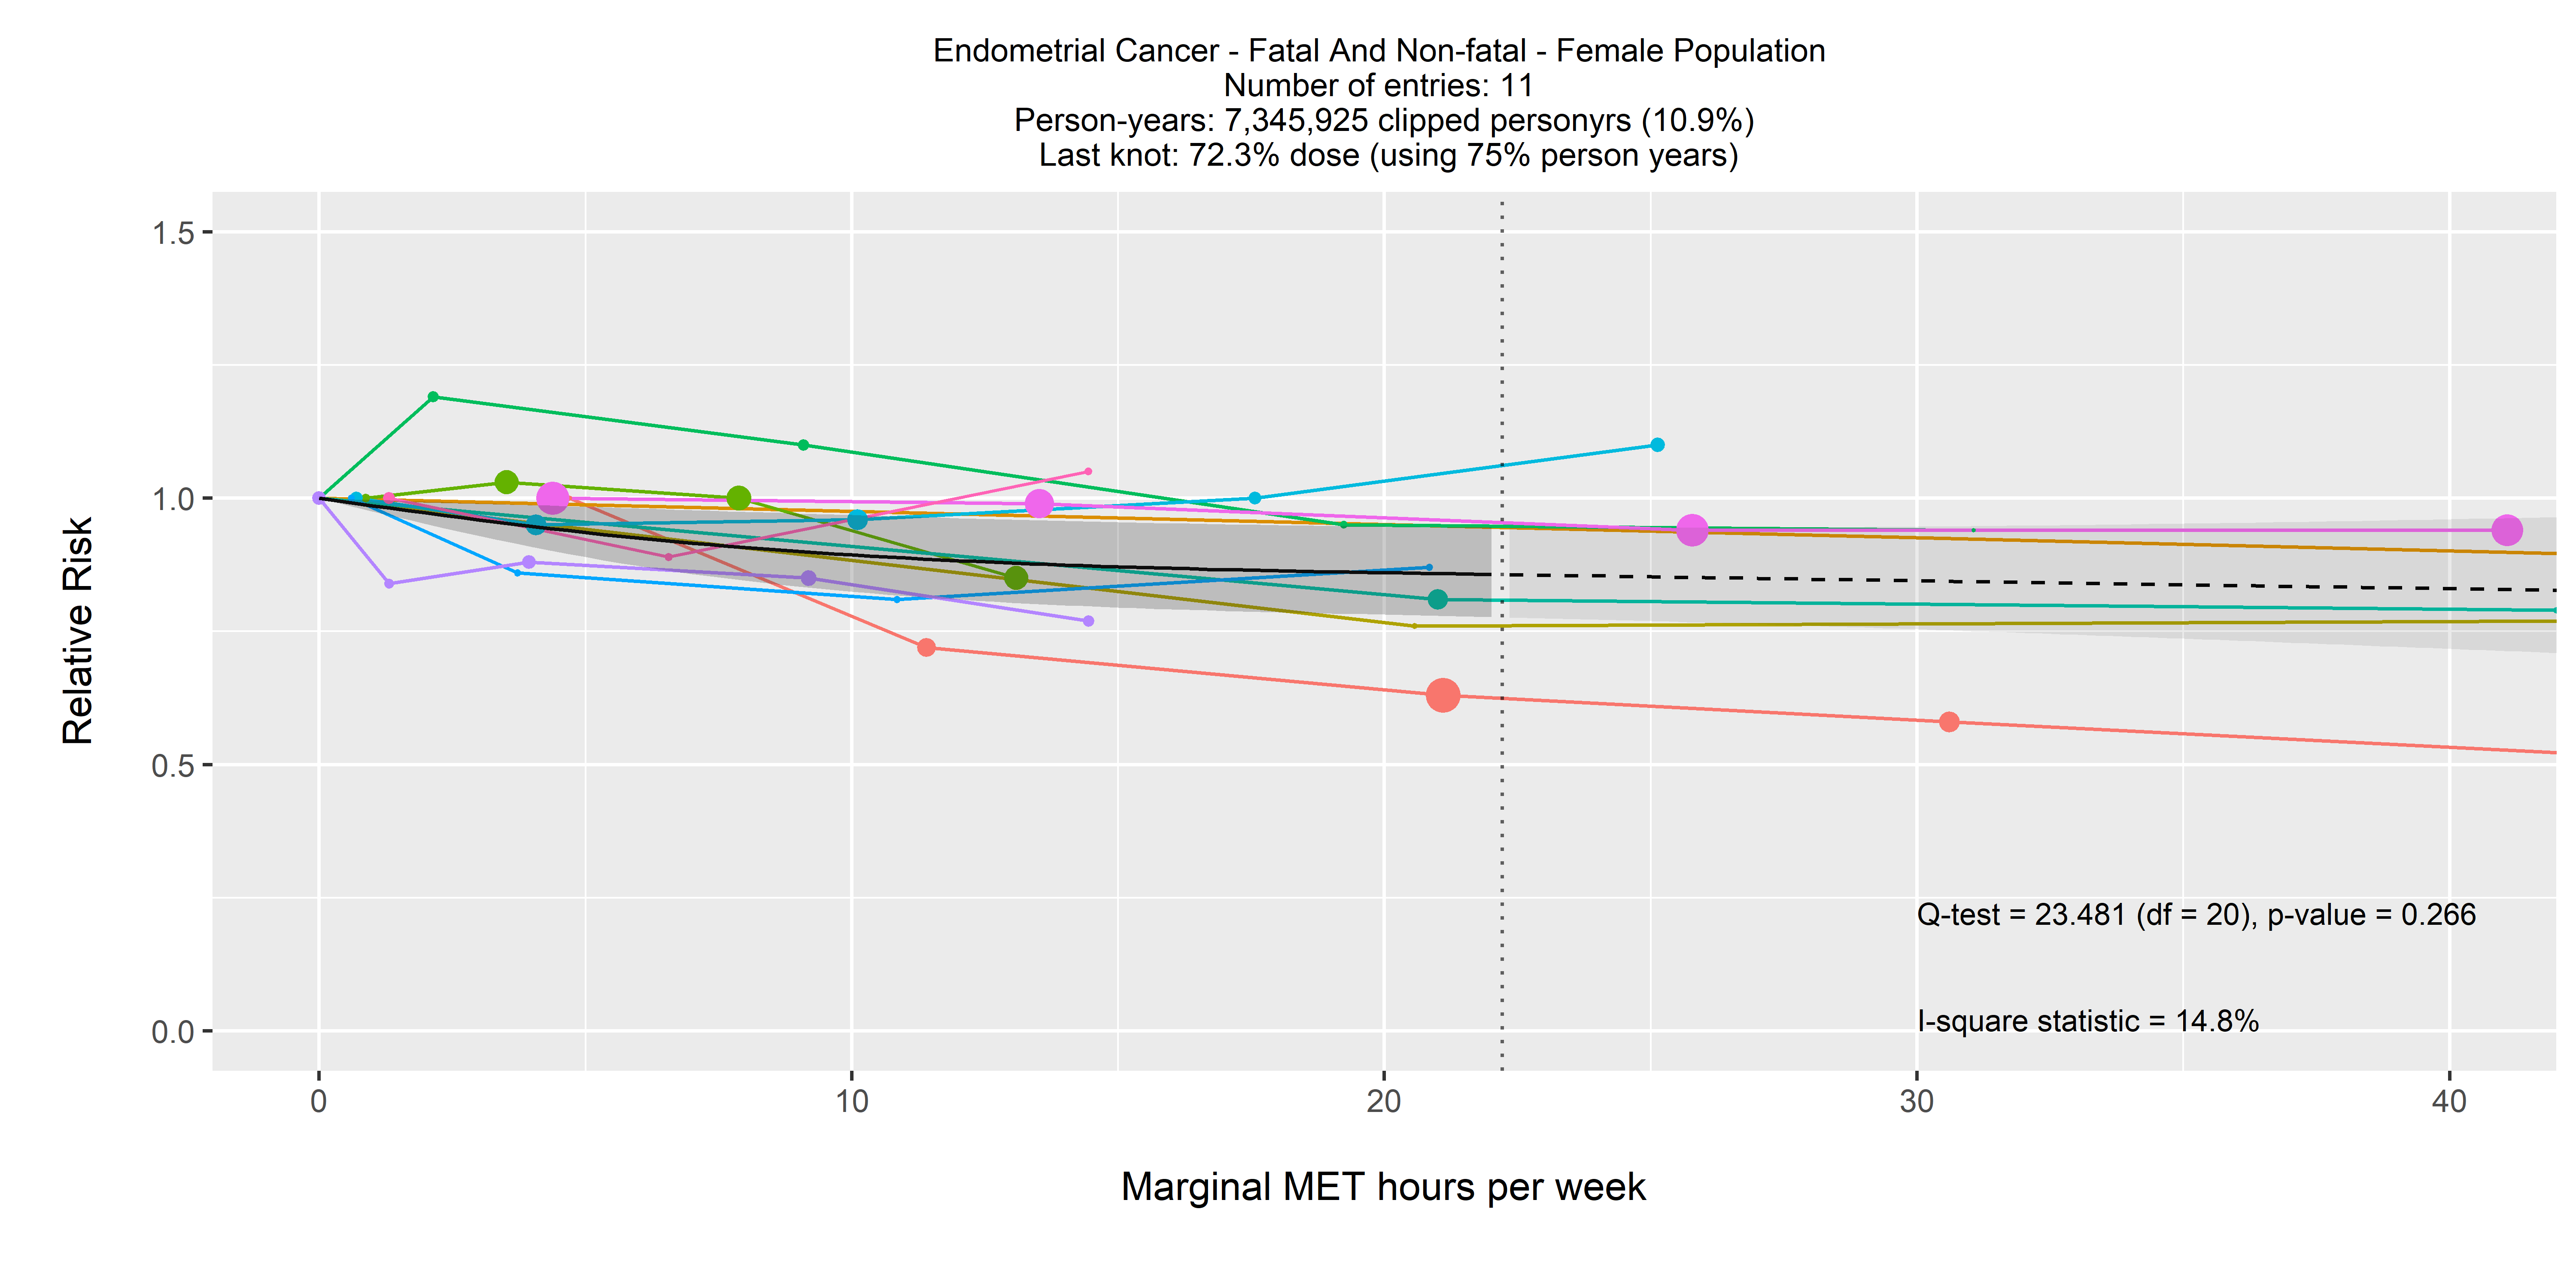 Endometrial Cancer - Fatal And Non-fatal - Female Population
Number of entries: 11
Person-years: 7,345,925 clipped personyrs (10.9%)
Last knot: 72.3% dose (using 75% person years)
1.5
1.0
0.5
0.0
Relative Risk
Q-test = 23.481 (df = 20), p-value = 0.266
I-square statistic = 14.8%
0
10
20
30
40
Marginal MET hours per week